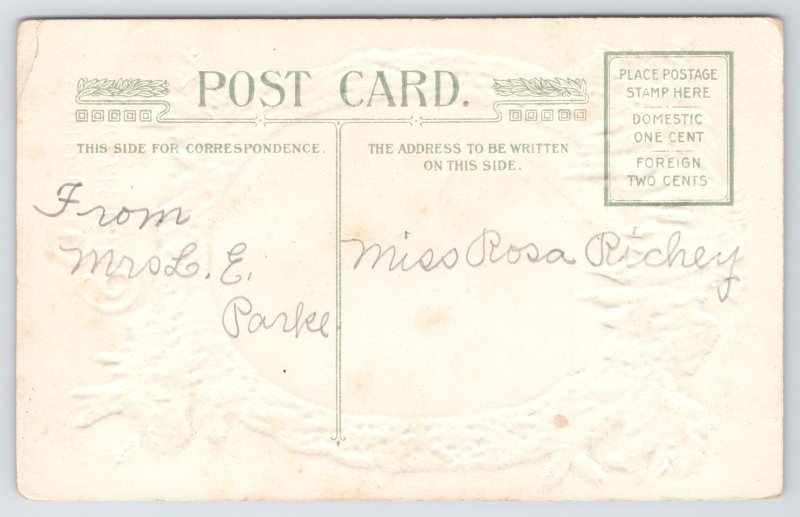 POST CARD.
THIS SIDE FOR CORRESPONDENCE.
THE ADDRESS TO BE WRITTEN
ON THIS SIDE.
PLACE POSTAGE
STAMP HERE
DOMESTIC
ONE CENT
FOREIGN
TWO CENTS
From
Mrs L. E.
Parke
Miss Rosa Richey